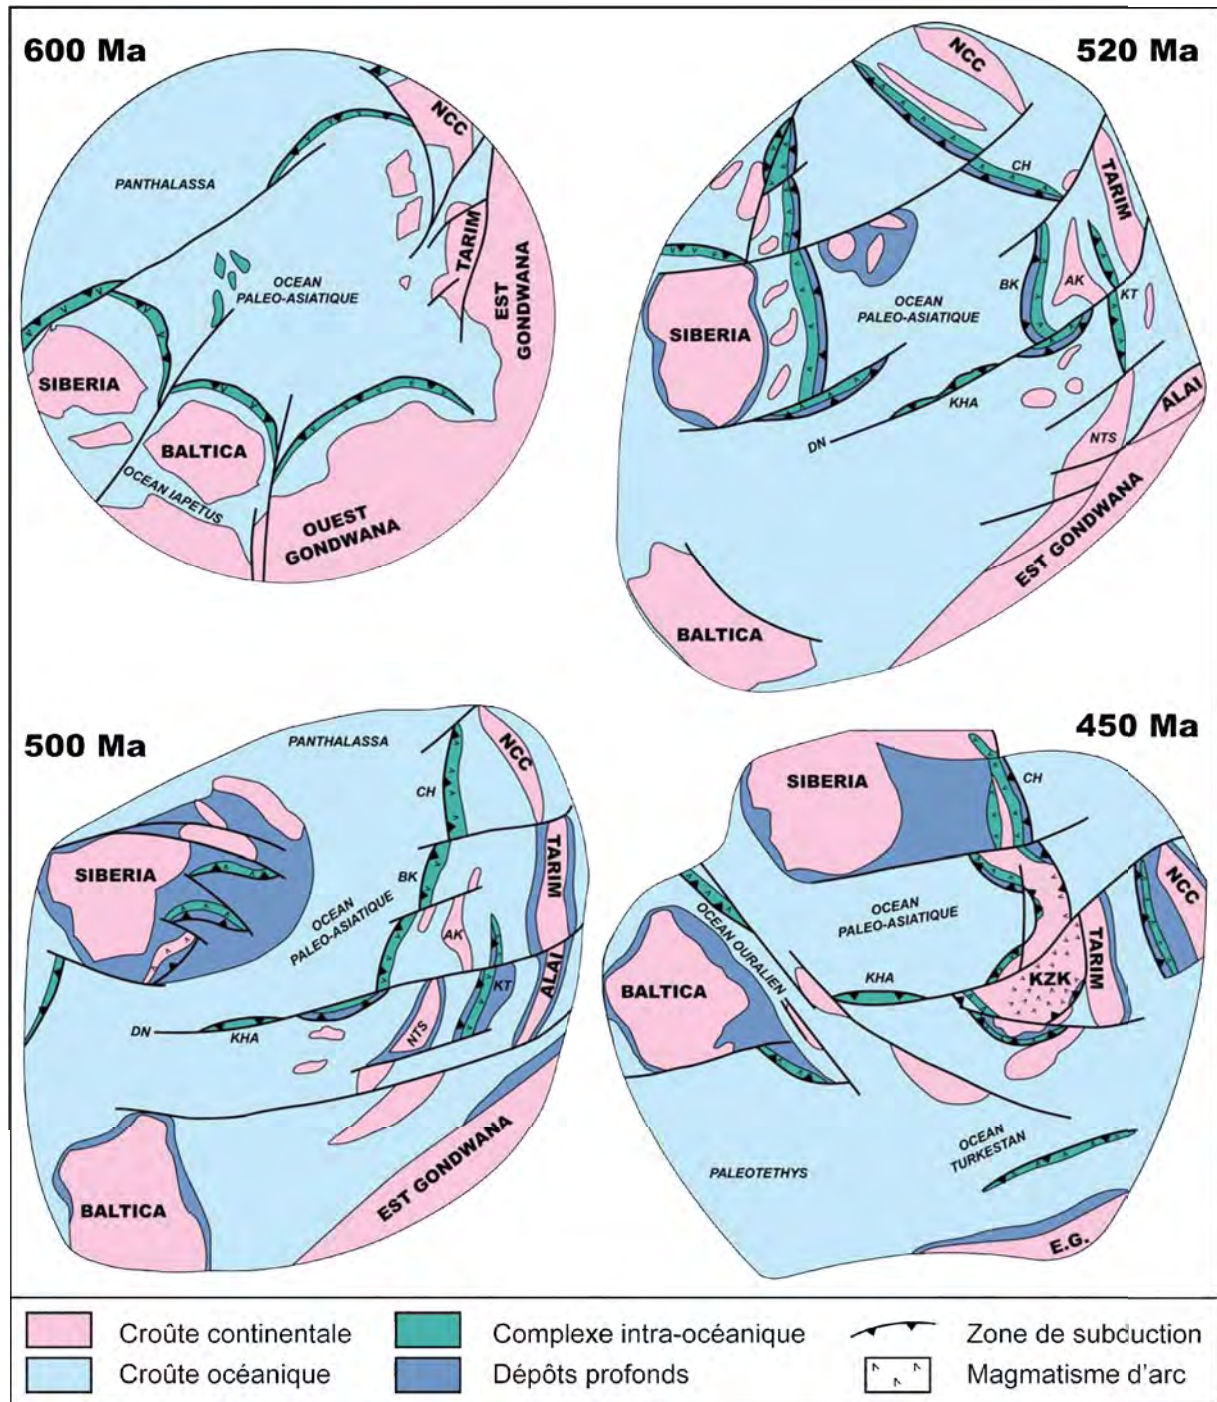 600 Ma
NCC
PANTHALASSA
TARIM
EST
GONDWANA
OCEAN
PALEO-ASIATIQUE
SIBERIA
BALTICA
OCEAN IAPETUS
OUEST
GONDWANA
520 Ma
NCC
CH
TARIM
SIBERIA
OCEAN
PALEO-ASIATIQUE
BK
AK
KT
KHA
DN
ALAI
NTS
EST GONDWANA
BALTICA
500 Ma
PANTHALASSA
NCC
CH
TARIM
SIBERIA
BK
OCEAN
PALEO-ASIATIQUE
AK
ALAI
KT
DN
KHA
NTS
EST GONDWANA
BALTICA
450 Ma
SIBERIA
CH
NCC
OCEAN
PALEO-ASIATIQUE
OCEAN OURALIEN
TARIM
BALTICA
KHA
KZK
OCEAN
TURKESTAN
PALEOTETHYS
E.G.
Croûte continentale
Complexe intra-océanique
Zone de subduction
Croûte océanique
Dépôts profonds
Magmatisme d'arc